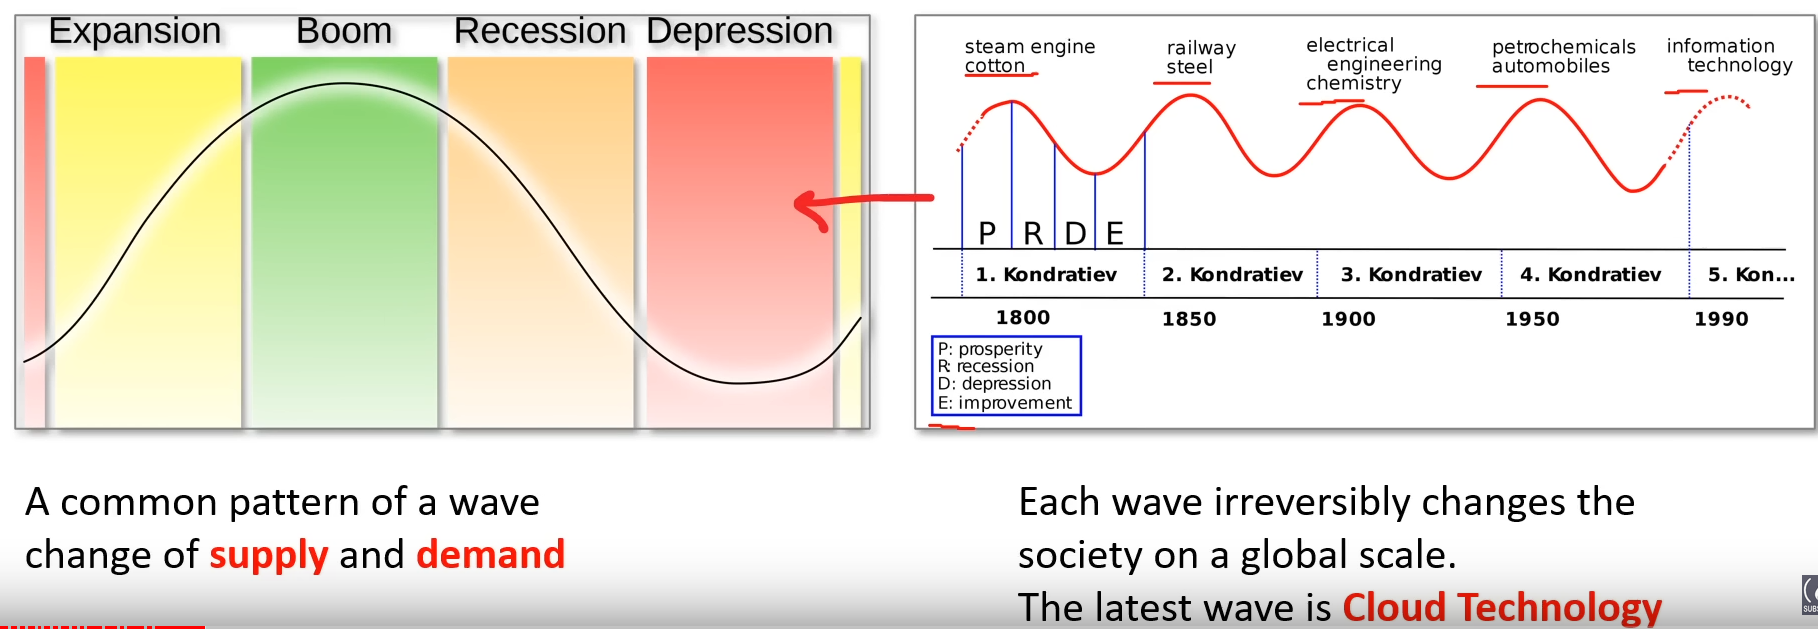 Expansion Boom Recession Depression
steam engine
cotton
railway
steel
electrical
engineering
chemistry
petrochemicals
automobiles
information
technology
P R D E
1. Kondratiev 2. Kondratiev 3. Kondratiev 4. Kondratiev 5. Kon...
1800 1850 1900 1950 1990
P: prosperity
R: recession
D: depression
E: improvement
A common pattern of a wave
change of supply and demand
Each wave irreversibly changes the
society on a global scale.
The latest wave is Cloud Technology